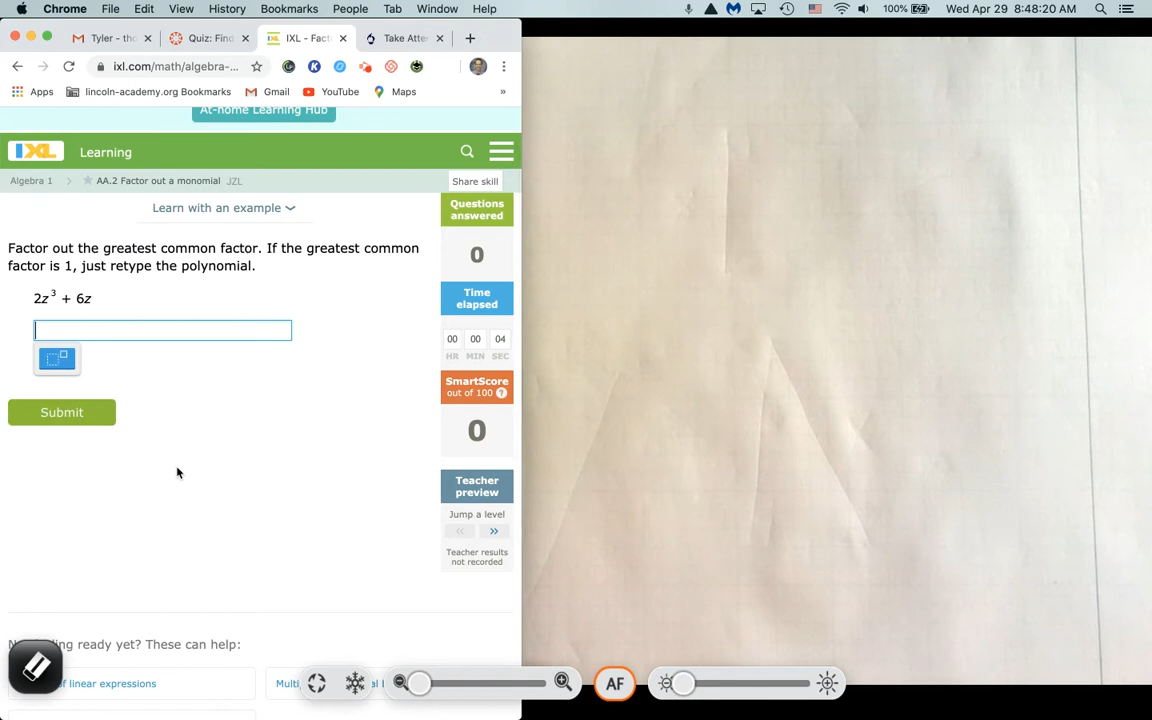 Chrome File Edit View History Bookmarks People Tab Window Help 100% Wed Apr 29 8:48:20 AM
Tyler - tho Quiz: Find IXL - Fact Take Atte
ixl.com/math/algebra-...
Apps lincoln-academy.org Bookmarks Gmail YouTube Maps »
At-home Learning Hub
IXL Learning
Algebra 1 AA.2 Factor out a monomial JZL Share skill
Learn with an example
Questions answered
0
Factor out the greatest common factor. If the greatest common
factor is 1, just retype the polynomial.
2z³ + 6z
Time elapsed
00 00 04
HR MIN SEC
SmartScore
out of 100 ?
0
Submit
Teacher preview
Jump a level
« »
Teacher results
not recorded
ing ready yet? These can help:
of linear expressions
AF